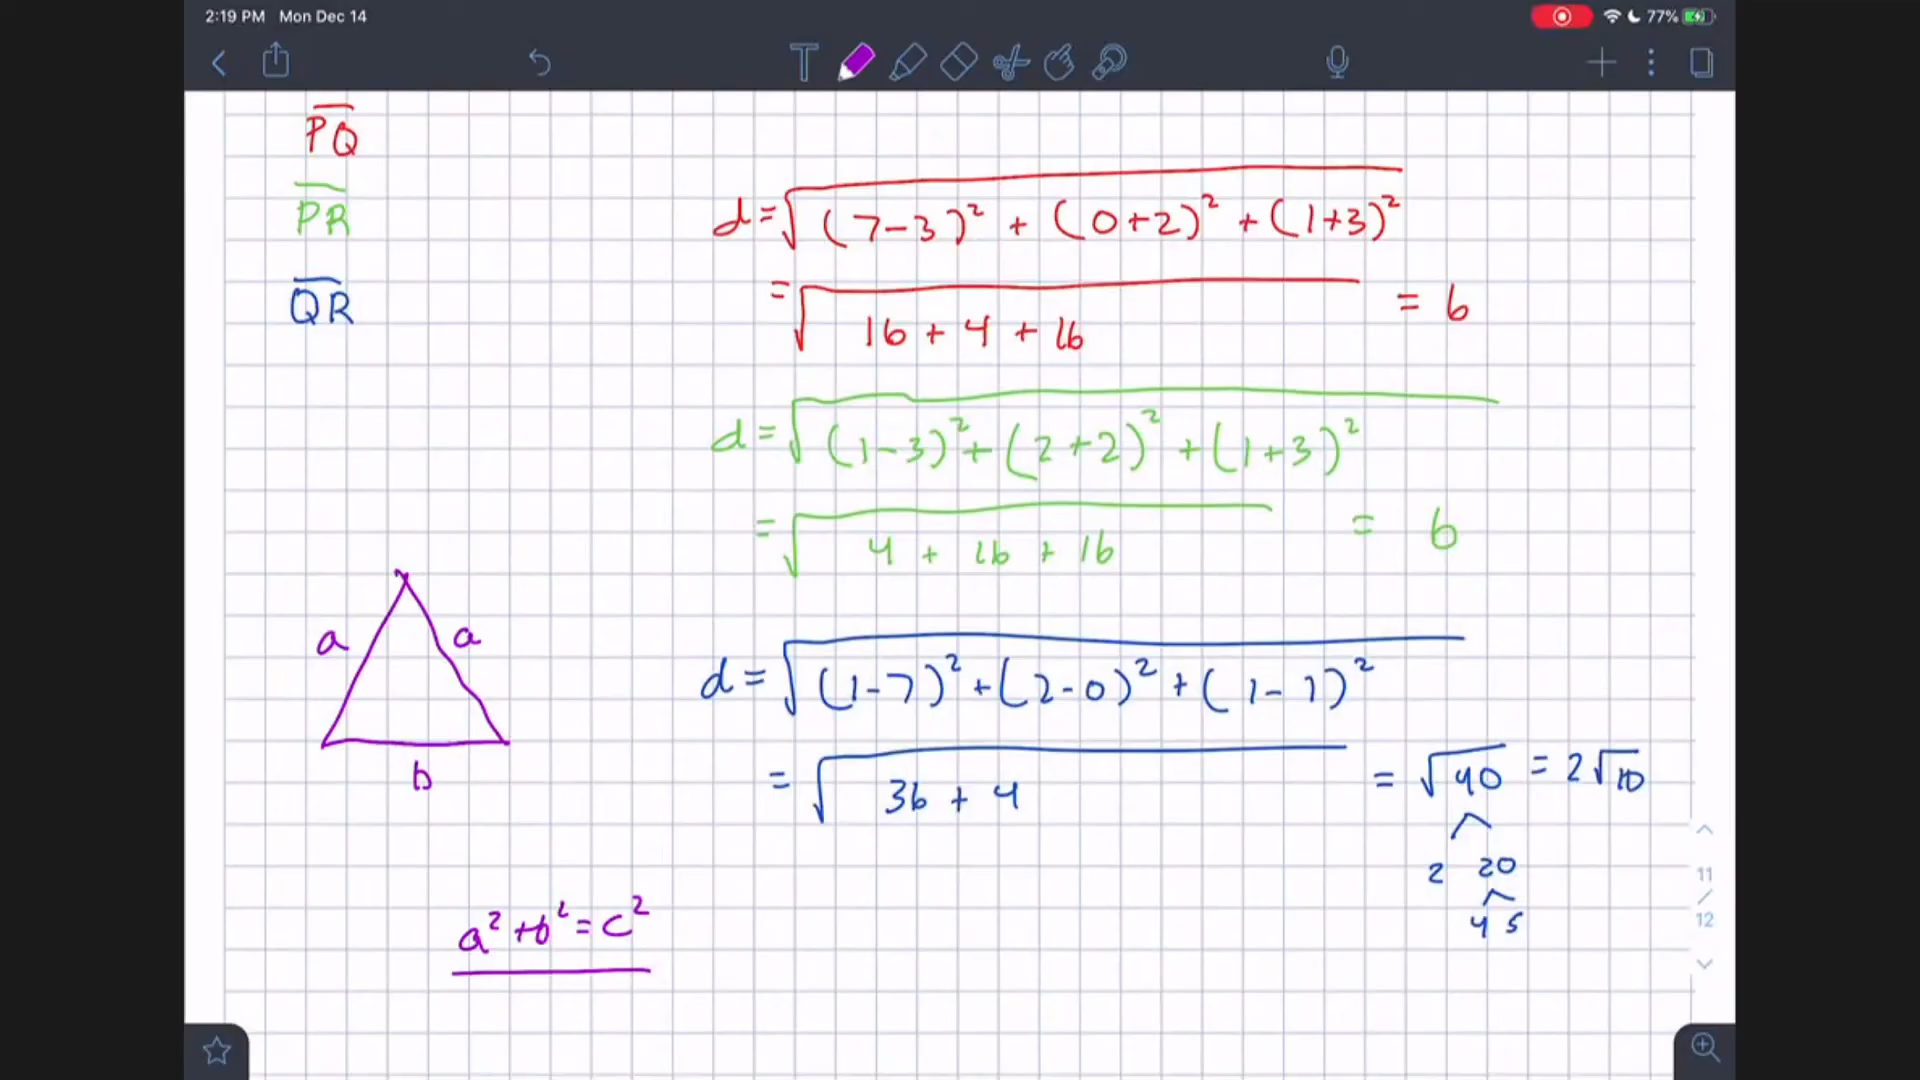 2:19 PM Mon Dec 14
77%
T
PQ
PR
QR
d = √(7-3)² + (0+2)² + (1+3)²
= √16 + 4 + 16 = 6
d = √(1-3)² + (2+2)² + (1+3)²
= √4 + 16 + 16 = 6
a a
b
d = √(1-7)² + (2-0)² + (1-1)²
= √36 + 4 = √40 = 2√10
2 20
4 5
a² + b² = c²
11
/
12